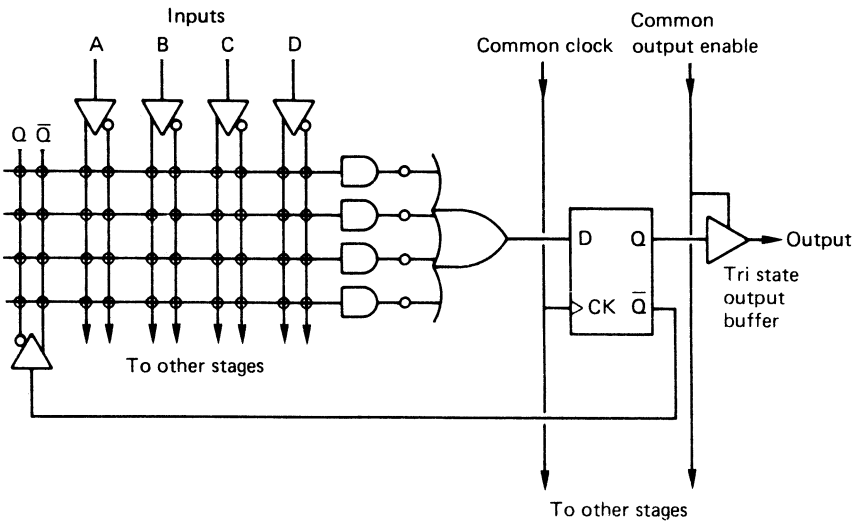 Inputs
A B C D
Common clock
Common
output enable
Q Q̅
D Q
CK Q̅
Output
Tri state
output
buffer
To other stages
To other stages